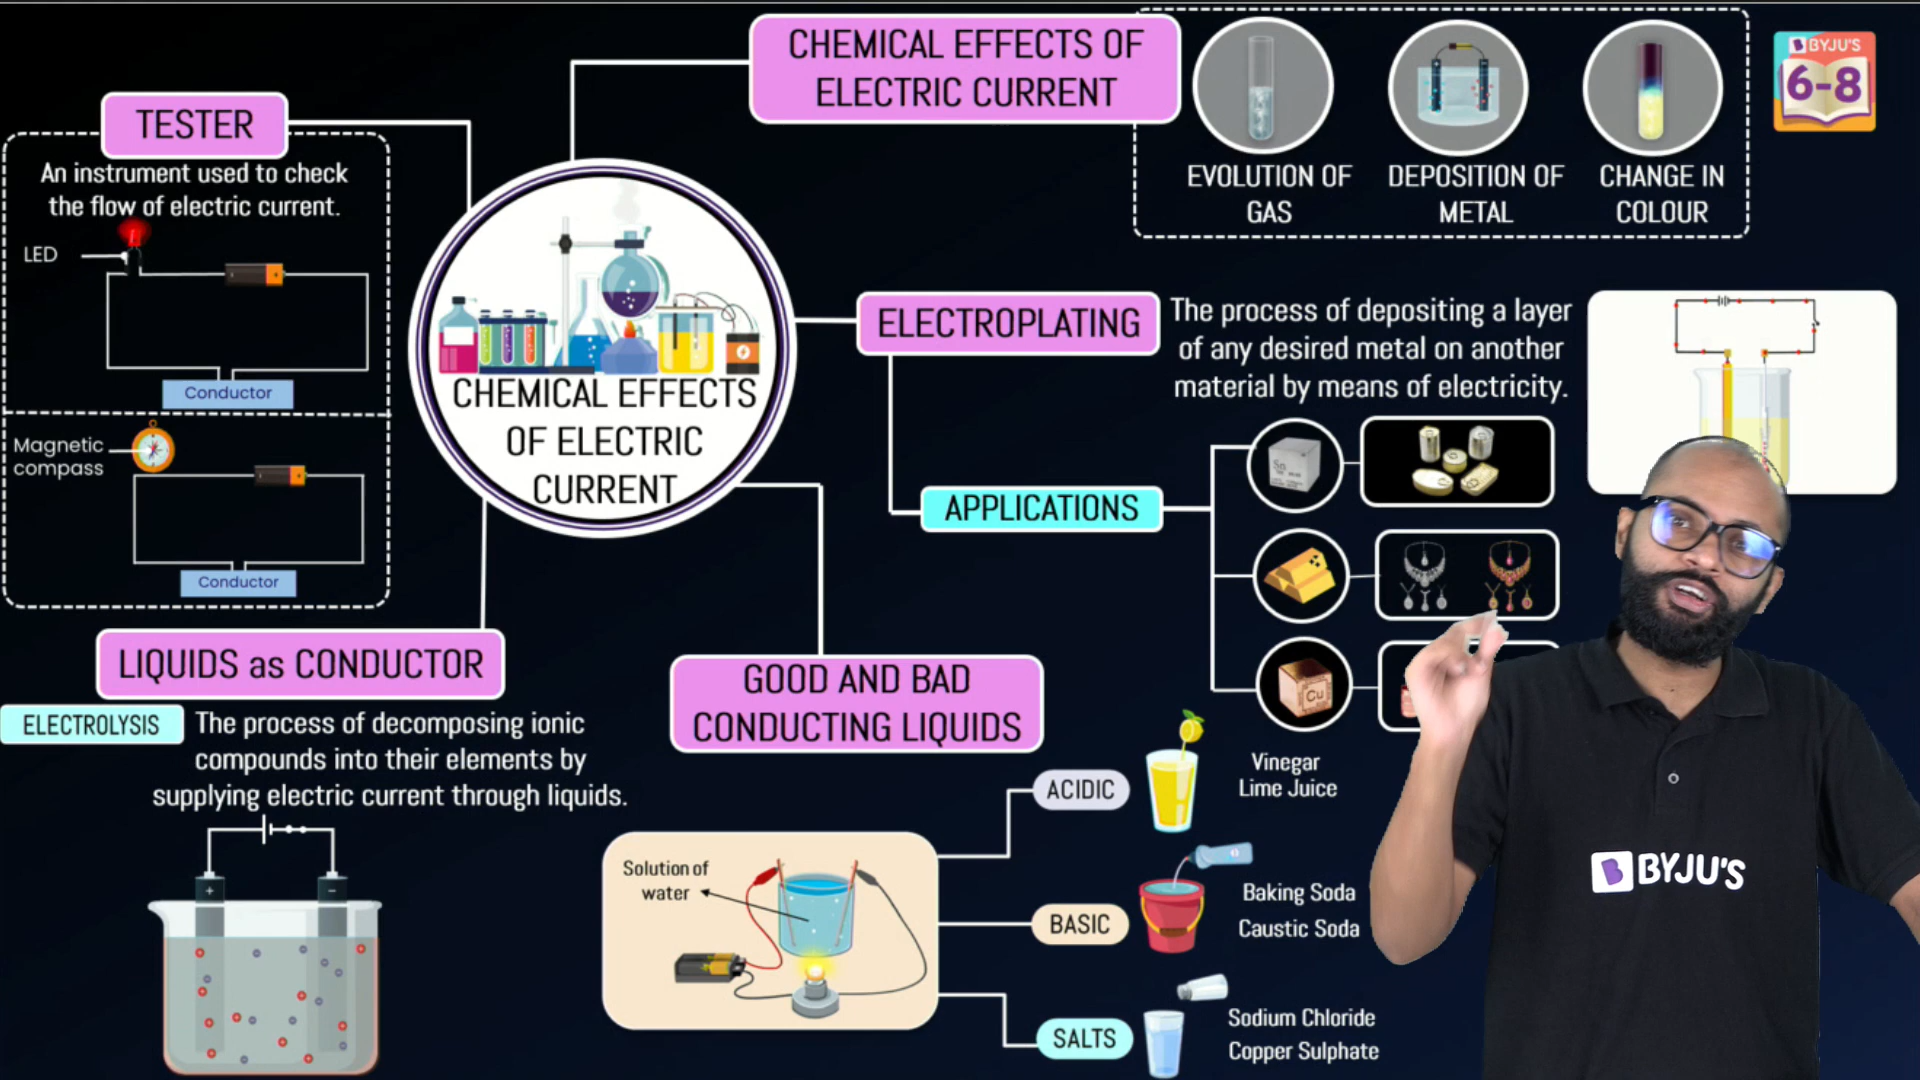 CHEMICAL EFFECTS OF
ELECTRIC CURRENT
EVOLUTION OF
GAS
DEPOSITION OF
METAL
CHANGE IN
COLOUR
BYJU'S
6-8
TESTER
An instrument used to check
the flow of electric current.
LED
Conductor
Magnetic
compass
Conductor
CHEMICAL EFFECTS
OF ELECTRIC
CURRENT
ELECTROPLATING
The process of depositing a layer
of any desired metal on another
material by means of electricity.
APPLICATIONS
Sn
Cu
LIQUIDS as CONDUCTOR
ELECTROLYSIS
The process of decomposing ionic
compounds into their elements by
supplying electric current through liquids.
+
−
GOOD AND BAD
CONDUCTING LIQUIDS
Solution of
water
ACIDIC
Vinegar
Lime Juice
BASIC
Baking Soda
Caustic Soda
SALTS
Sodium Chloride
Copper Sulphate
BYJU'S